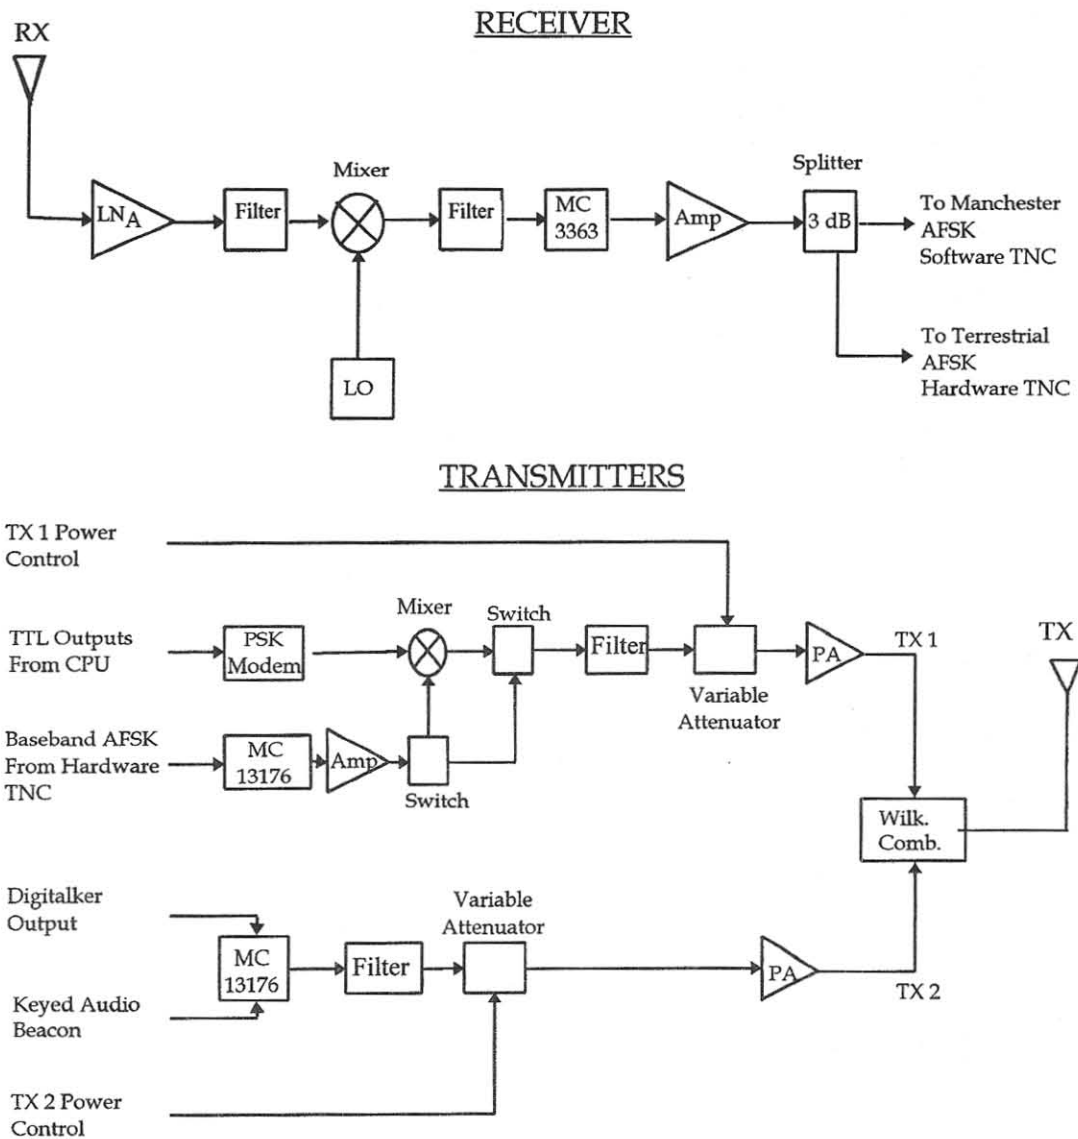 RECEIVER
RX
Mixer
Splitter
LNA
Filter
Filter
MC
3363
Amp
3 dB
To Manchester
AFSK
Software TNC
To Terrestrial
AFSK
Hardware TNC
LO
TRANSMITTERS
TX 1 Power
Control
Mixer
Switch
TTL Outputs
From CPU
PSK
Modem
Filter
PA
TX 1
TX
Variable
Attenuator
Baseband AFSK
From Hardware
TNC
MC
13176
Amp
Switch
Wilk.
Comb.
Digitalker
Output
Variable
Attenuator
MC
13176
Filter
PA
TX 2
Keyed Audio
Beacon
TX 2 Power
Control